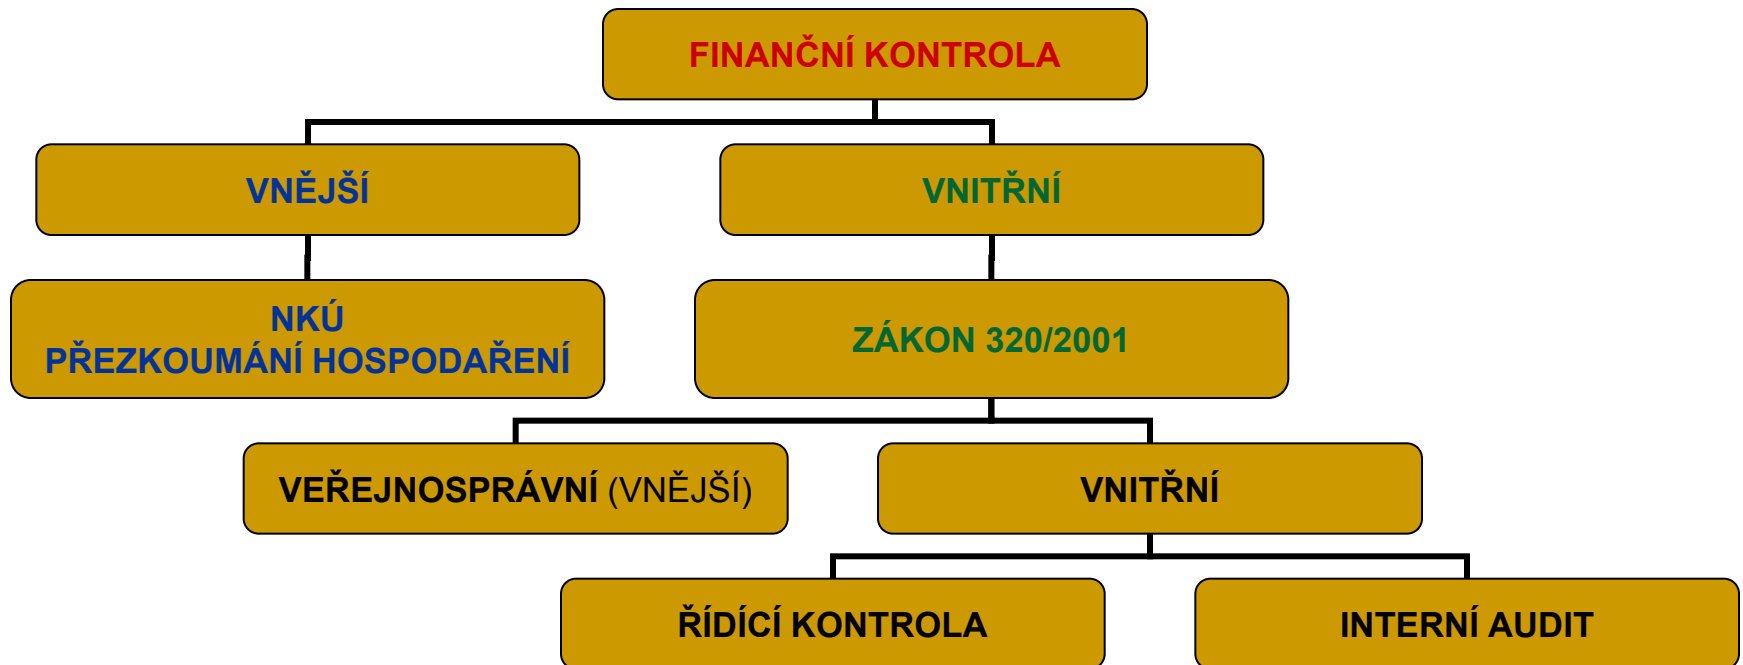 FINANČNÍ KONTROLA
VNĚJŠÍ
VNITŘNÍ
NKÚ
PŘEZKOUMÁNÍ HOSPODAŘENÍ
ZÁKON 320/2001
VEŘEJNOSPRÁVNÍ (VNĚJŠÍ)
VNITŘNÍ
ŘÍDÍCÍ KONTROLA
INTERNÍ AUDIT